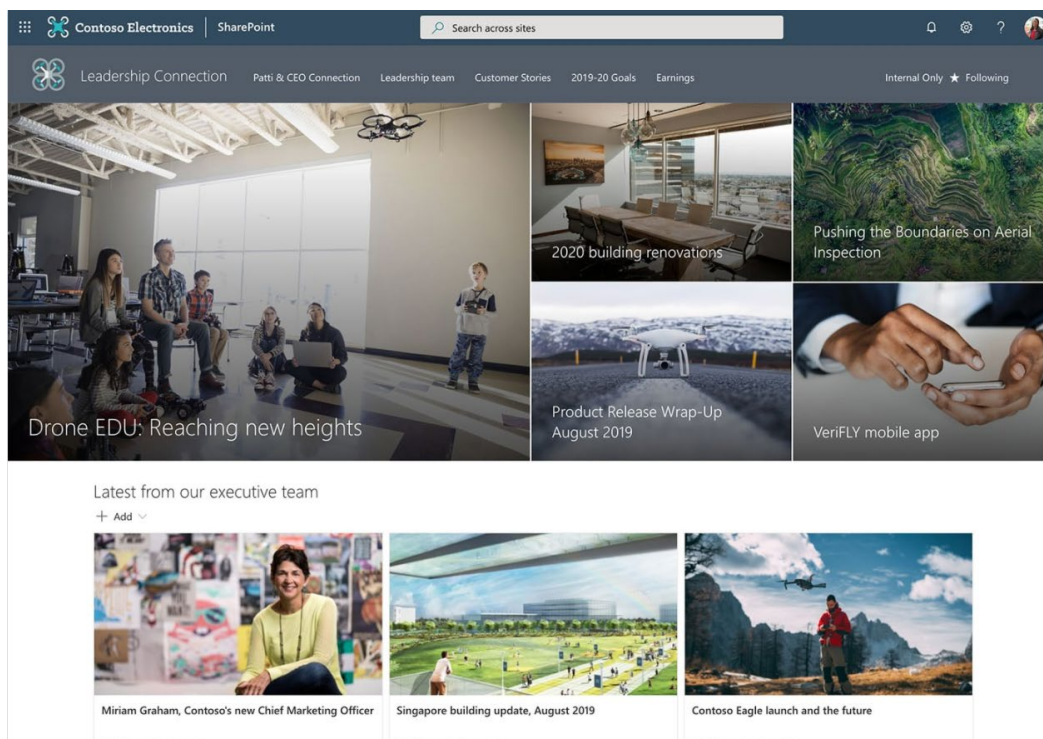 Contoso Electronics
SharePoint
Search across sites
?
Leadership Connection
Patti & CEO Connection
Leadership team
Customer Stories
2019-20 Goals
Earnings
Internal Only ★ Following
Drone EDU: Reaching new heights
2020 building renovations
Pushing the Boundaries on Aerial
Inspection
Product Release Wrap-Up
August 2019
VeriFLY mobile app
Latest from our executive team
+ Add
Miriam Graham, Contoso's new Chief Marketing Officer
Singapore building update, August 2019
Contoso Eagle launch and the future